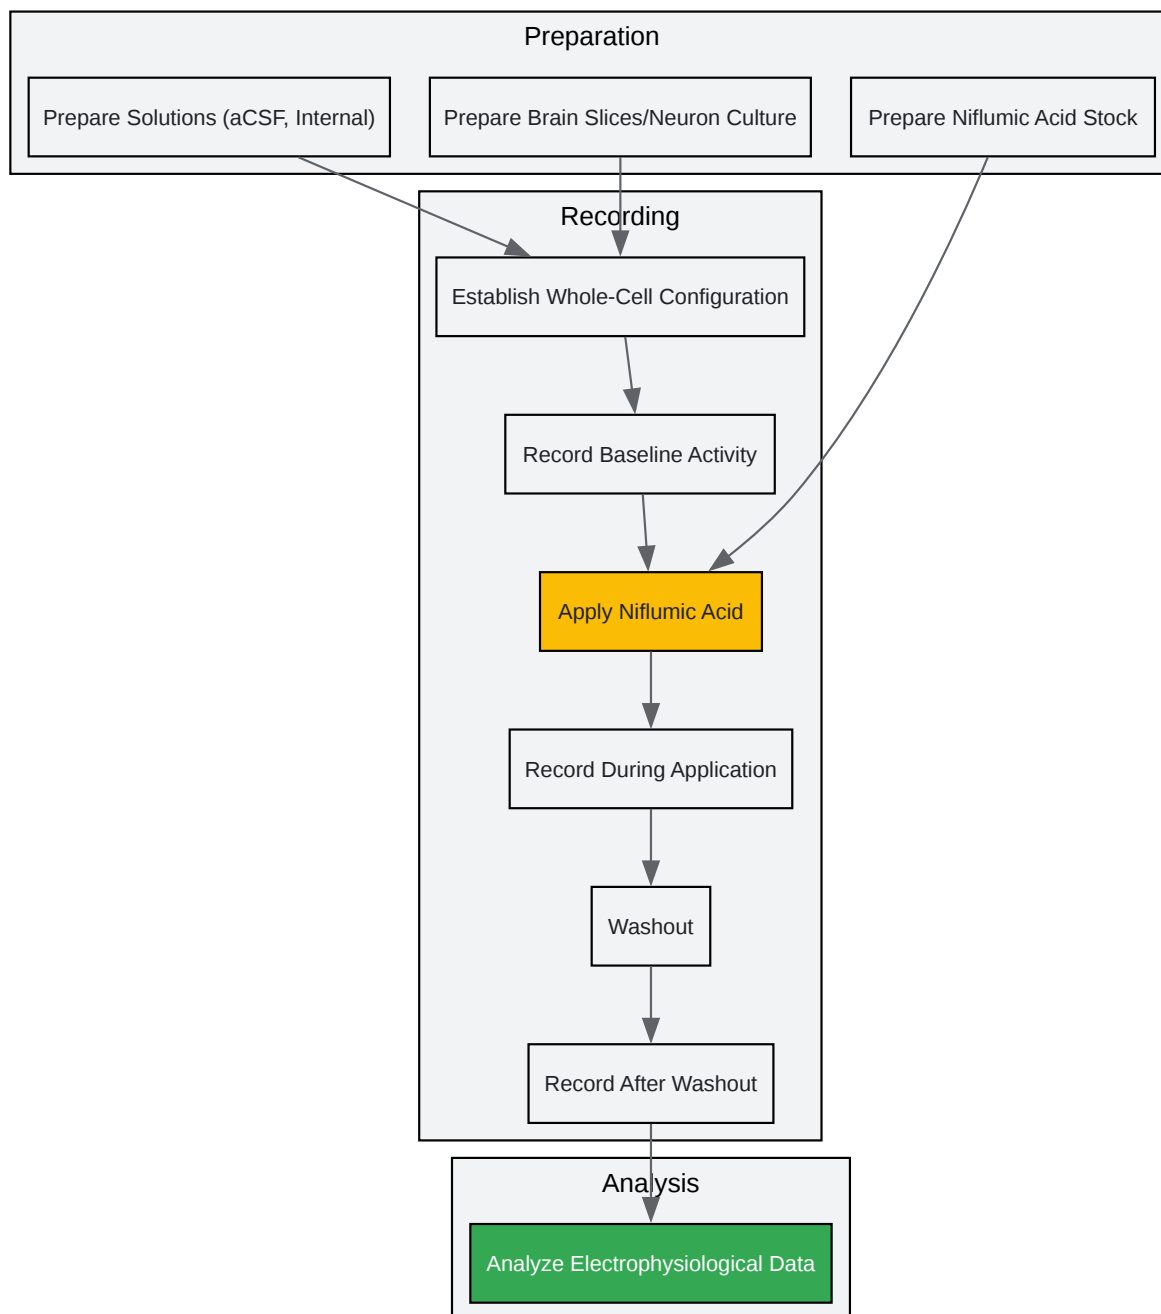 Preparation
Prepare Solutions (aCSF, Internal)
Prepare Brain Slices/Neuron Culture
Prepare Niflumic Acid Stock
Recording
Establish Whole-Cell Configuration
Record Baseline Activity
Apply Niflumic Acid
Record During Application
Washout
Record After Washout
Analysis
Analyze Electrophysiological Data